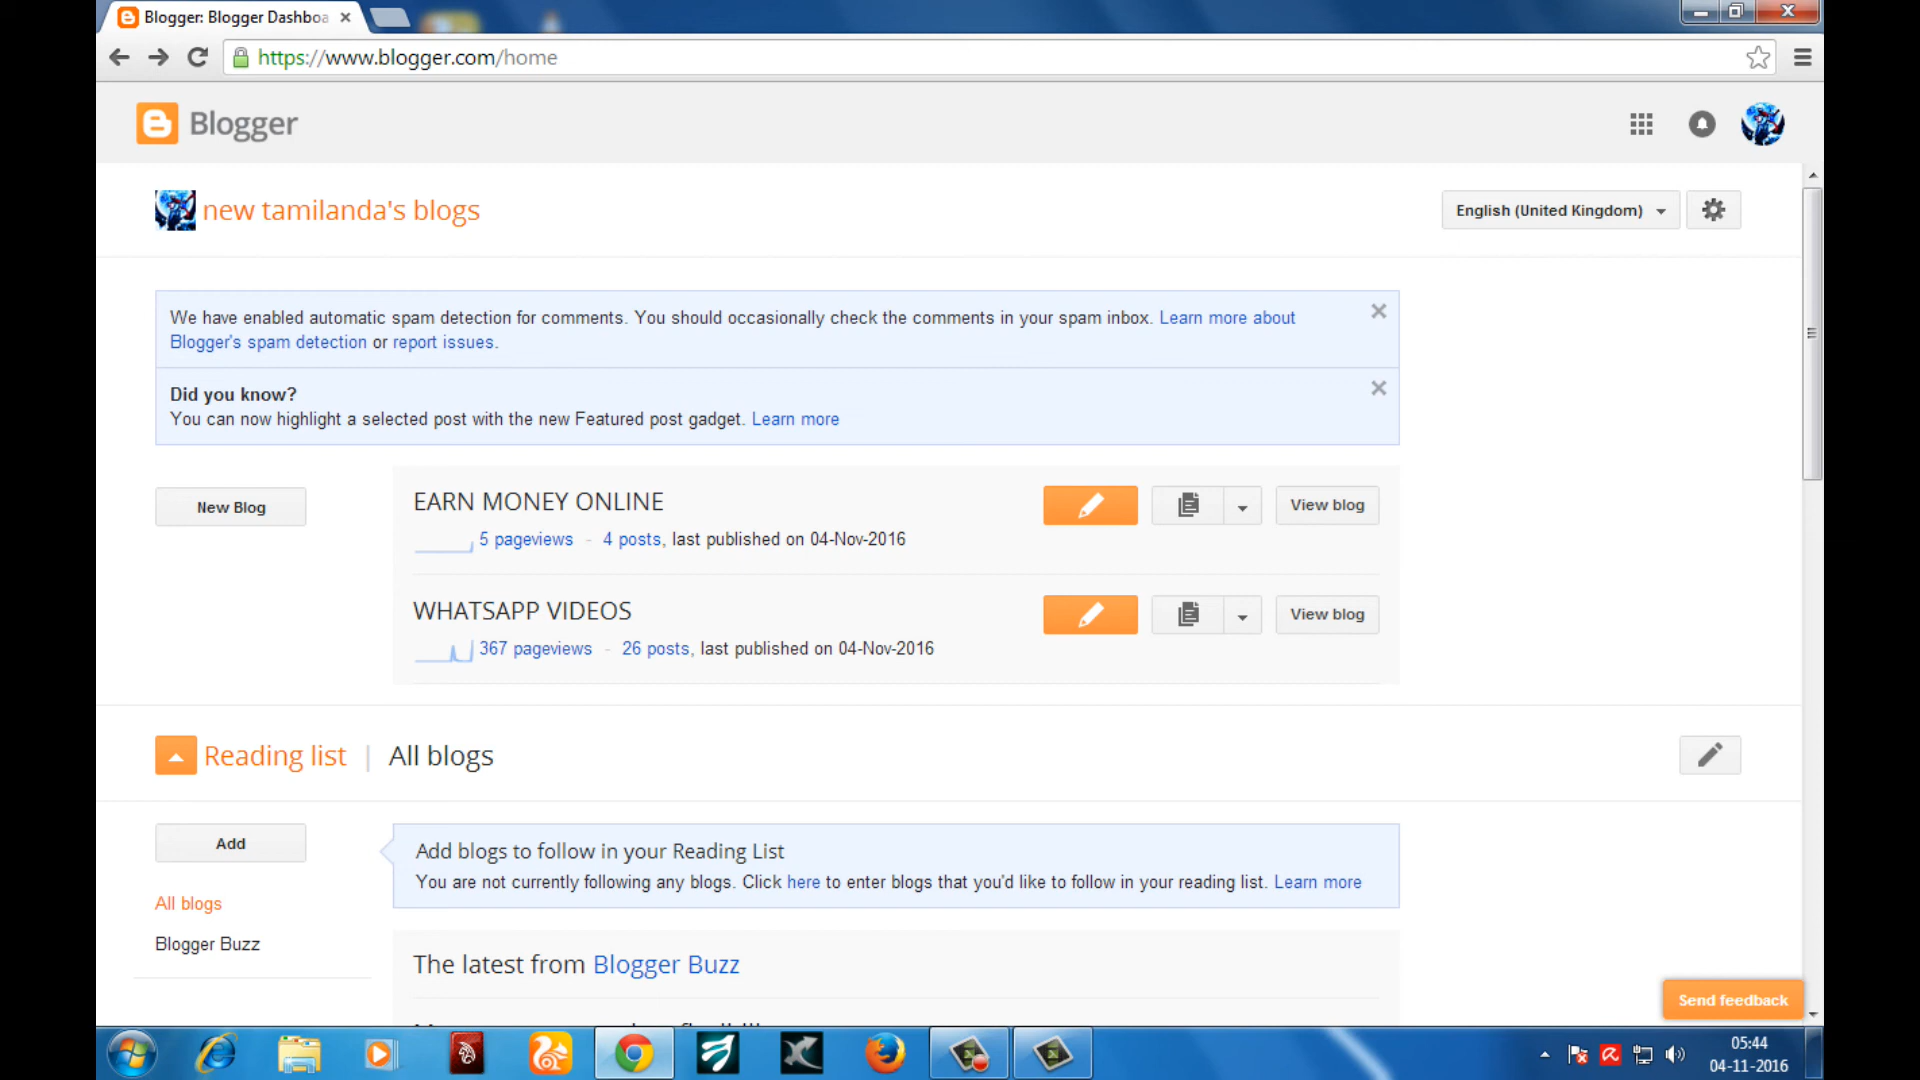 Blogger: Blogger Dashboa
https://www.blogger.com/home
Blogger
new tamilanda's blogs
English (United Kingdom)
We have enabled automatic spam detection for comments. You should occasionally check the comments in your spam inbox. Learn more about
Blogger's spam detection or report issues.
Did you know?
You can now highlight a selected post with the new Featured post gadget. Learn more
New Blog
EARN MONEY ONLINE
View blog
5 pageviews - 4 posts, last published on 04-Nov-2016
WHATSAPP VIDEOS
View blog
367 pageviews - 26 posts, last published on 04-Nov-2016
Reading list | All blogs
Add
Add blogs to follow in your Reading List
You are not currently following any blogs. Click here to enter blogs that you'd like to follow in your reading list. Learn more
All blogs
Blogger Buzz
The latest from Blogger Buzz
Send feedback
05:44
04-11-2016